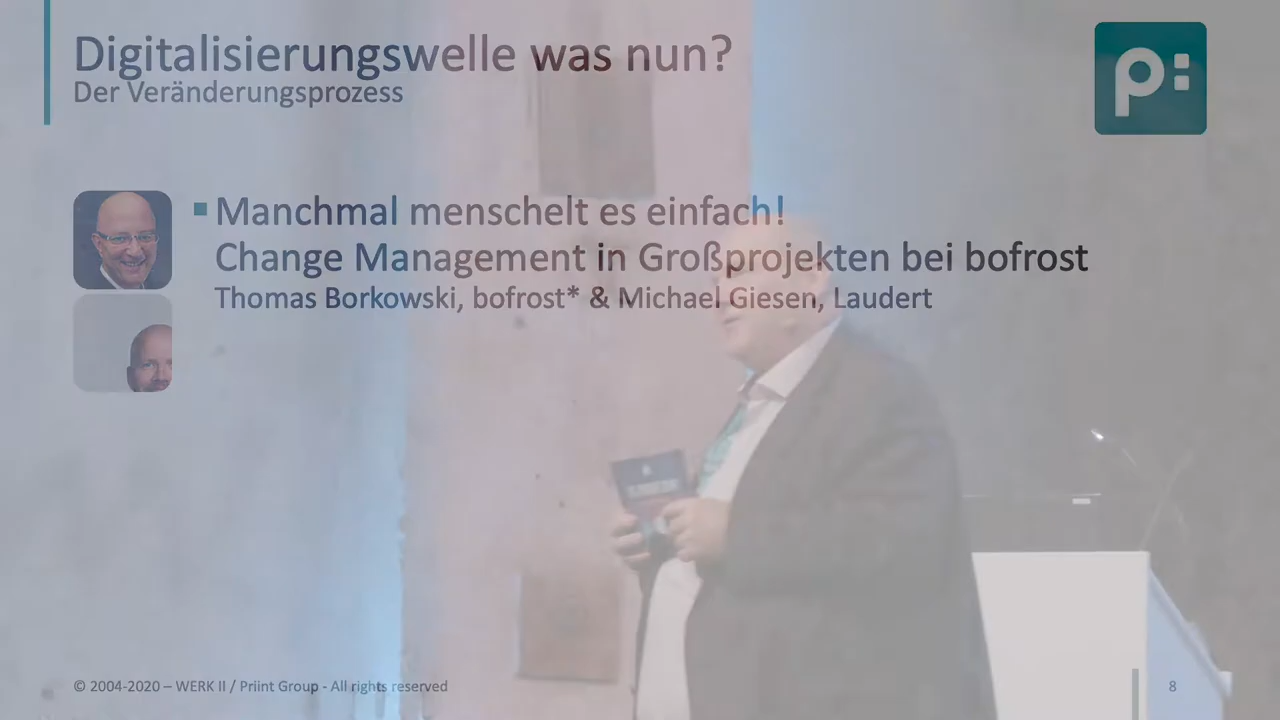 Digitalisierungswelle was nun?
Der Veränderungsprozess
p:
Manchmal menschelt es einfach!
Change Management in Großprojekten bei bofrost
Thomas Borkowski, bofrost* & Michael Giesen, Laudert
© 2004-2020 – WERK II / Priint Group - All rights reserved
8